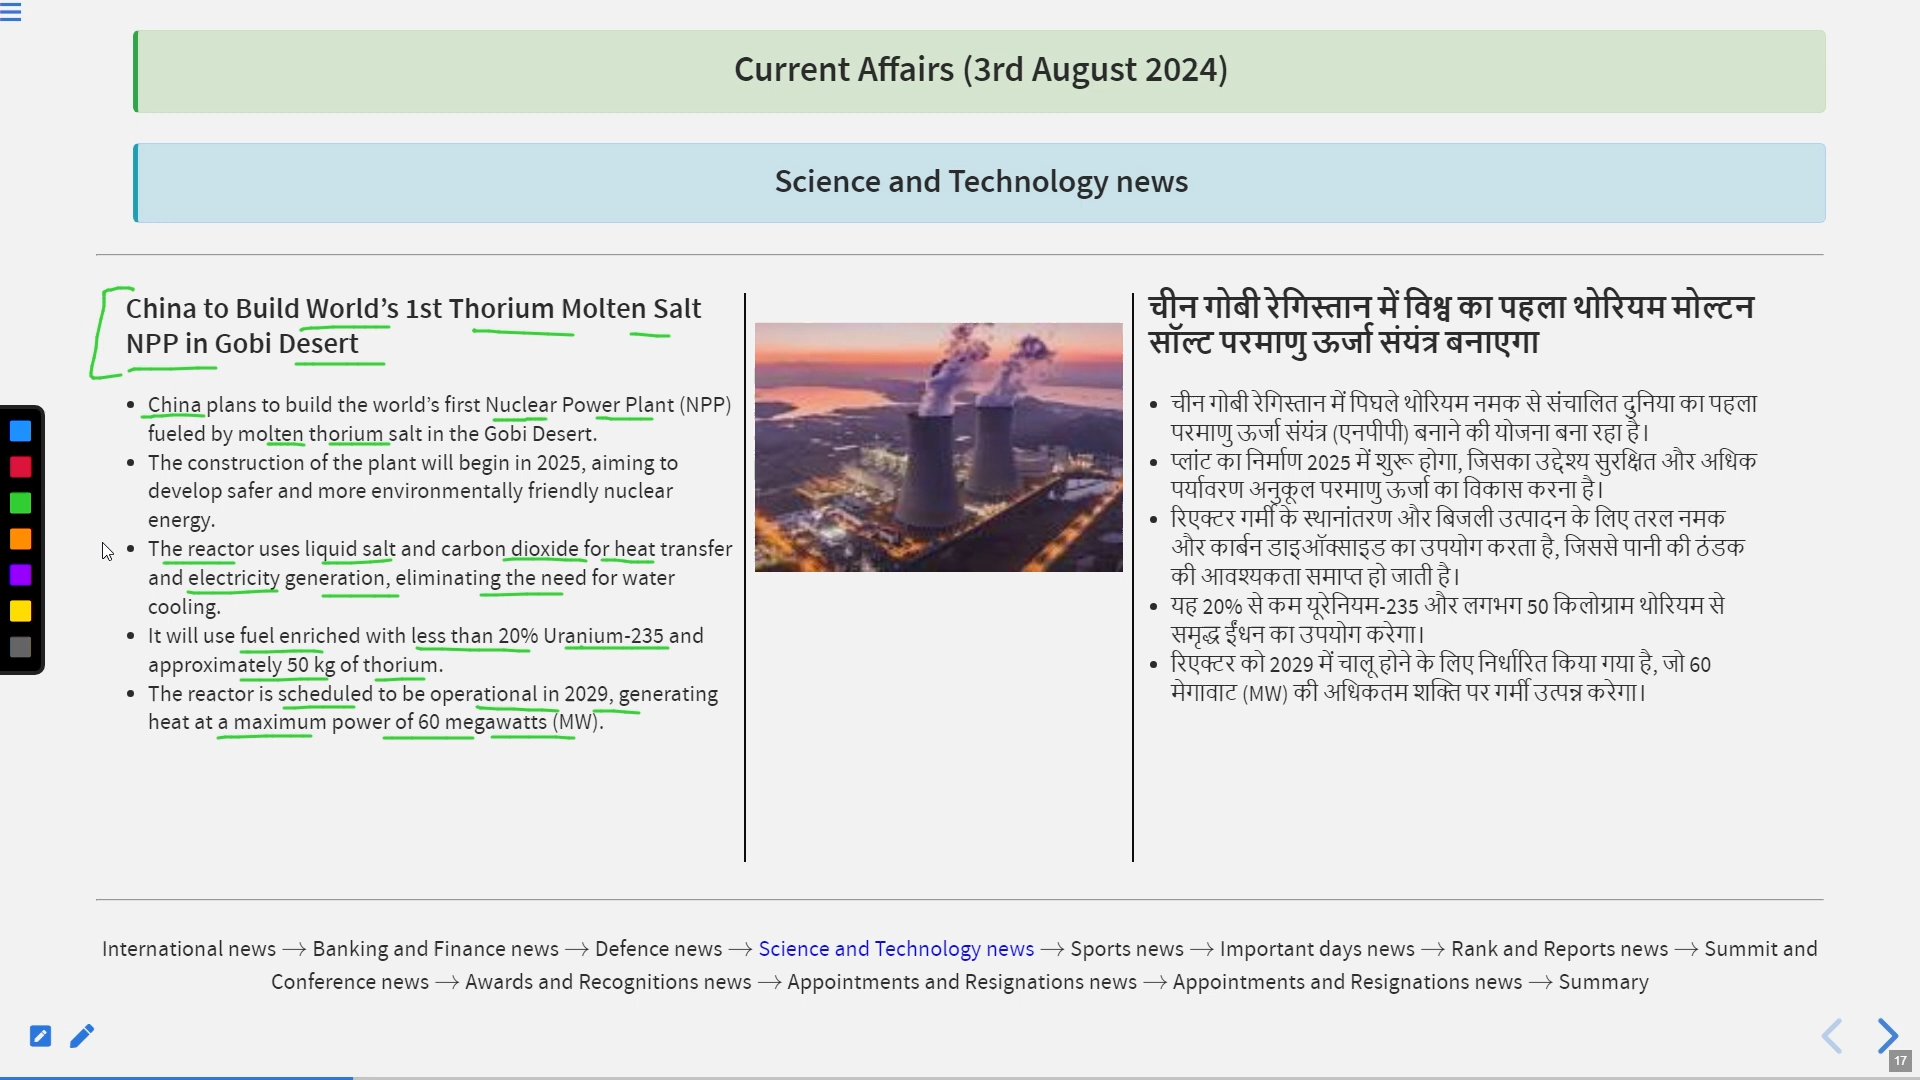 Current Affairs (3rd August 2024)
Science and Technology news
China to Build World’s 1st Thorium Molten Salt
NPP in Gobi Desert
• China plans to build the world’s first Nuclear Power Plant (NPP)
fueled by molten thorium salt in the Gobi Desert.
• The construction of the plant will begin in 2025, aiming to
develop safer and more environmentally friendly nuclear
energy.
• The reactor uses liquid salt and carbon dioxide for heat transfer
and electricity generation, eliminating the need for water
cooling.
• It will use fuel enriched with less than 20% Uranium-235 and
approximately 50 kg of thorium.
• The reactor is scheduled to be operational in 2029, generating
heat at a maximum power of 60 megawatts (MW).
चीन गोबी रेगिस्तान में विश्व का पहला थोरियम मोल्टन
सॉल्ट परमाणु ऊर्जा संयंत्र बनाएगा
• चीन गोबी रेगिस्तान में पिघले थोरियम नमक से संचालित दुनिया का पहला
परमाणु ऊर्जा संयंत्र (एनपीपी) बनाने की योजना बना रहा है।
• प्लांट का निर्माण 2025 में शुरू होगा, जिसका उद्देश्य सुरक्षित और अधिक
पर्यावरण अनुकूल परमाणु ऊर्जा का विकास करना है।
• रिएक्टर गर्मी के स्थानांतरण और बिजली उत्पादन के लिए तरल नमक
और कार्बन डाइऑक्साइड का उपयोग करता है, जिससे पानी की ठंडक
की आवश्यकता समाप्त हो जाती है।
• यह 20% से कम यूरेनियम-235 और लगभग 50 किलोग्राम थोरियम से
समृद्ध ईंधन का उपयोग करेगा।
• रिएक्टर को 2029 में चालू होने के लिए निर्धारित किया गया है, जो 60
मेगावाट (MW) की अधिकतम शक्ति पर गर्मी उत्पन्न करेगा।
International news → Banking and Finance news → Defence news → Science and Technology news → Sports news → Important days news → Rank and Reports news → Summit and
Conference news → Awards and Recognitions news → Appointments and Resignations news → Appointments and Resignations news → Summary
17